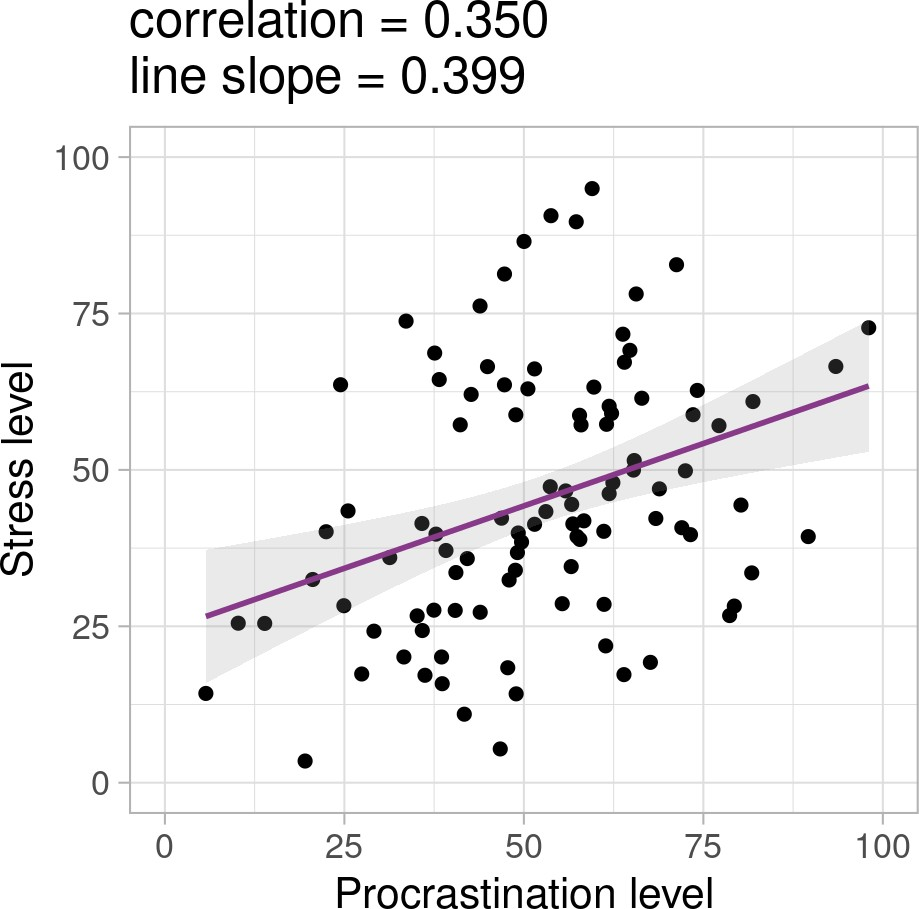 correlation = 0.350
line slope = 0.399
100
75
50
25
0
Stress level
0 25 50 75 100
Procrastination level